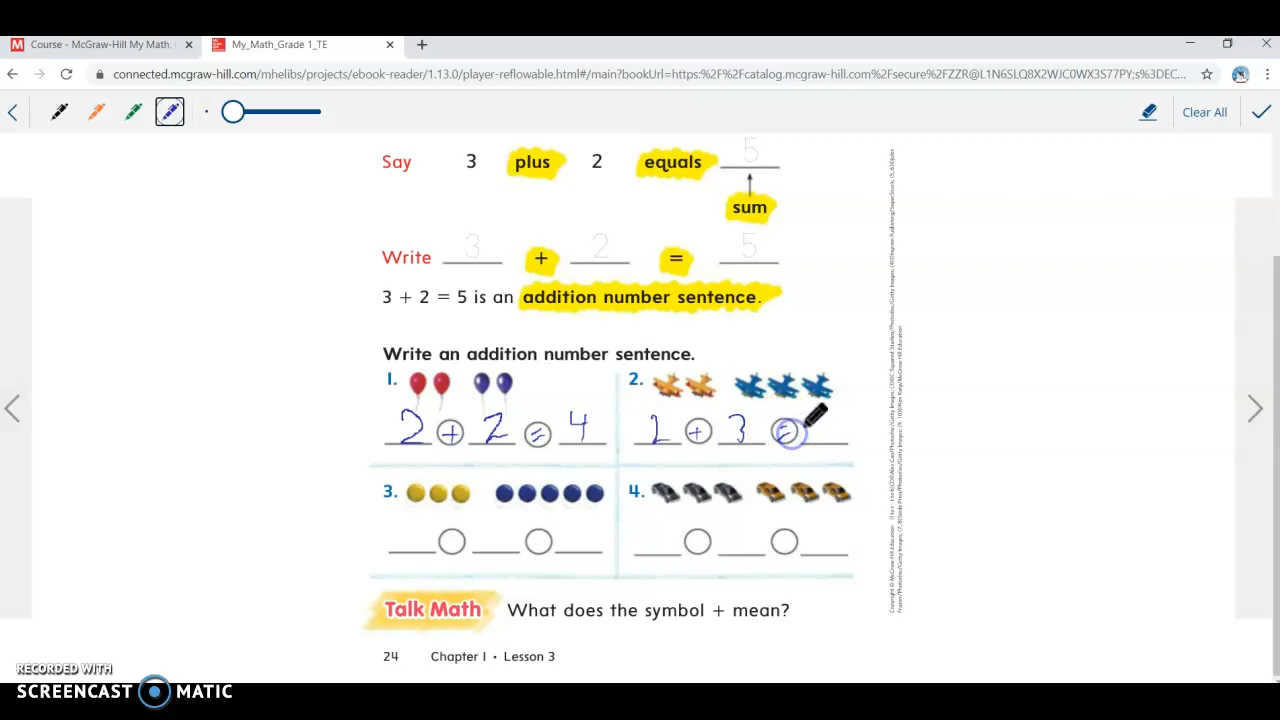 Course - McGraw-Hill My Math,
My_Math_Grade 1_TE
connected.mcgraw-hill.com/mhelibs/projects/ebook-reader/1.13.0/player-reflowable.html#/main?bookUrl=https:%2F%2Fcatalog.mcgraw-hill.com%2Fsecure%2FZZR@L1N6SLQ8X2WJC0WX3S77PY;s%3DEC...
Clear All
Say 3 plus 2 equals 5
sum
Write 3 + 2 = 5
3 + 2 = 5 is an addition number sentence.
Write an addition number sentence.
1. 2.
2 + 2 = 4 2 + 3 =
3. 4.
Talk Math What does the symbol + mean?
24 Chapter 1 • Lesson 3
RECORDED WITH
SCREENCAST MATIC